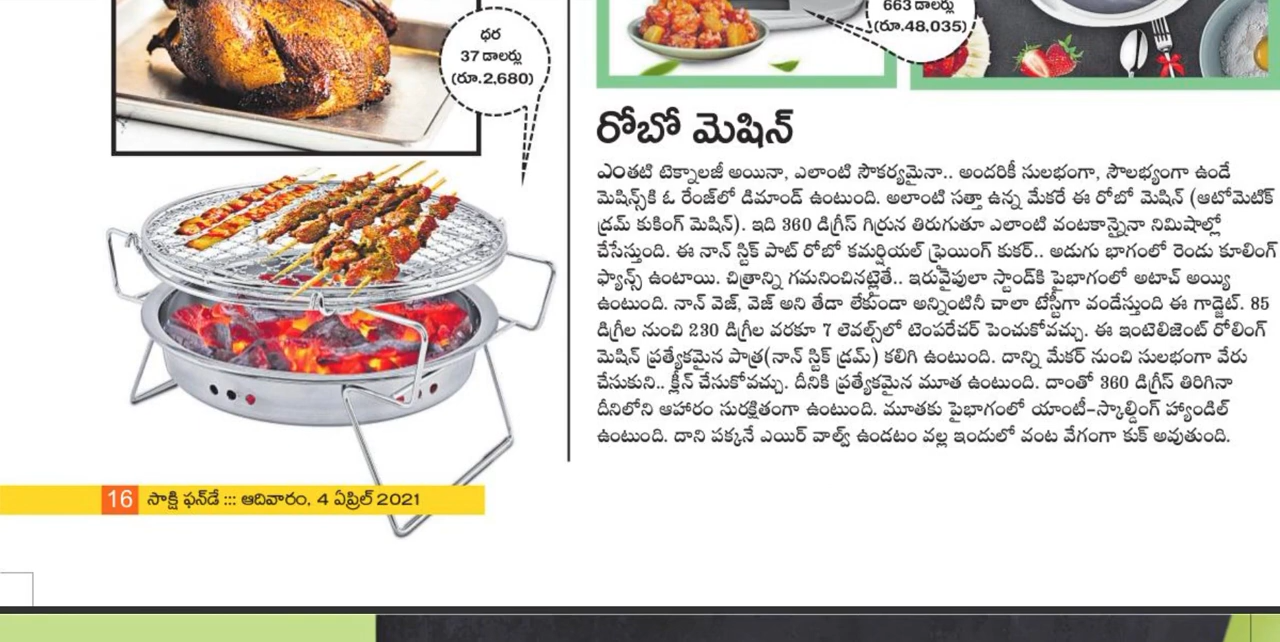 ధర
37 డాలర్లు
(రూ.2,680)
663 డాలర్లు
(రూ.48,035)
రోబో మెషిన్
ఎంతటి టెక్నాలజీ అయినా, ఎలాంటి సౌకర్యమైనా.. అందరికీ సులభంగా, సౌలభ్యంగా ఉండే
మెషిన్స్‌కి ఓ రేంజ్‌లో డిమాండ్ ఉంటుంది. అలాంటి సత్తా ఉన్న మేకరే ఈ రోబో మెషిన్ (ఆటోమెటిక్
డ్రమ్ కుకింగ్ మెషిన్). ఇది 360 డిగ్రీస్ గిర్రున తిరుగుతూ ఎలాంటి వంటకాన్నైనా నిమిషాల్లో
చేసేస్తుంది. ఈ నాన్ స్టిక్ పాట్ రోబో కమర్షియల్ ఫ్రైయింగ్ కుకర్.. అడుగు భాగంలో రెండు కూలింగ్
ఫ్యాన్స్ ఉంటాయి. చిత్రాన్ని గమనించినట్లైతే.. ఇరువైపులా స్టాండ్‌కి పైభాగంలో అటాచ్ అయ్యి
ఉంటుంది. నాన్ వెజ్, వెజ్ అని తేడా లేకుండా అన్నింటినీ చాలా టేస్టీగా వండేస్తుంది ఈ గాడ్జెట్. 85
డిగ్రీల నుంచి 230 డిగ్రీల వరకూ 7 లెవల్స్‌లో టెంపరేచర్ పెంచుకోవచ్చు. ఈ ఇంటెలిజెంట్ రోలింగ్
మెషిన్ ప్రత్యేకమైన పాత్ర(నాన్ స్టిక్ డ్రమ్) కలిగి ఉంటుంది. దాన్ని మేకర్ నుంచి సులభంగా వేరు
చేసుకుని.. క్లీన్ చేసుకోవచ్చు. దీనికి ప్రత్యేకమైన మూత ఉంటుంది. దాంతో 360 డిగ్రీస్ తిరిగినా
దీనిలోని ఆహారం సురక్షితంగా ఉంటుంది. మూతకు పైభాగంలో యాంటీ-స్కాల్డింగ్ హ్యాండిల్
ఉంటుంది. దాని పక్కనే ఎయిర్ వాల్వ్ ఉండటం వల్ల ఇందులో వంట వేగంగా కుక్ అవుతుంది.
16 సాక్షి ఫన్‌డే ::: ఆదివారం, 4 ఏప్రిల్ 2021